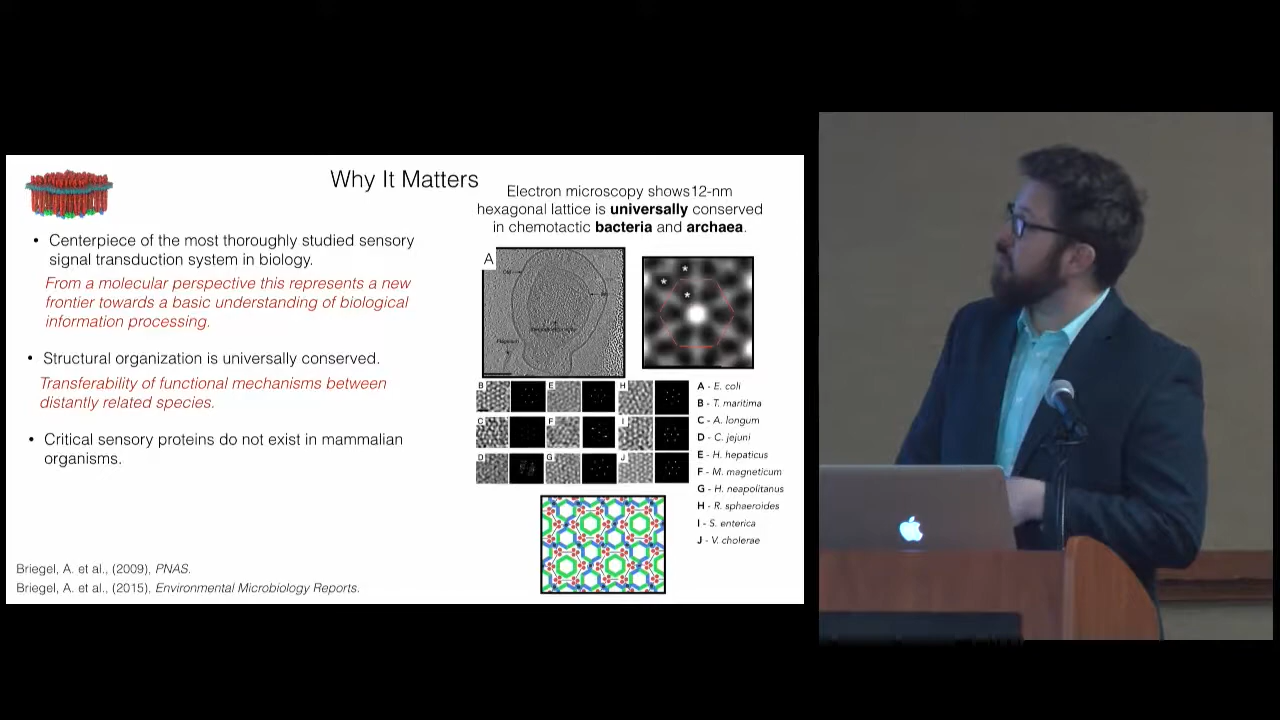 Why It Matters
Electron microscopy shows12-nm
hexagonal lattice is universally conserved
in chemotactic bacteria and archaea.
• Centerpiece of the most thoroughly studied sensory
signal transduction system in biology.
From a molecular perspective this represents a new
frontier towards a basic understanding of biological
information processing.
• Structural organization is universally conserved.
Transferability of functional mechanisms between
distantly related species.
• Critical sensory proteins do not exist in mammalian
organisms.
A
B E H
C F I
D G J
A - E. coli
B - T. maritima
C - A. longum
D - C. jejuni
E - H. hepaticus
F - M. magneticum
G - H. neapolitanus
H - R. sphaeroides
I - S. enterica
J - V. cholerae
Briegel, A. et al., (2009), PNAS.
Briegel, A. et al., (2015), Environmental Microbiology Reports.